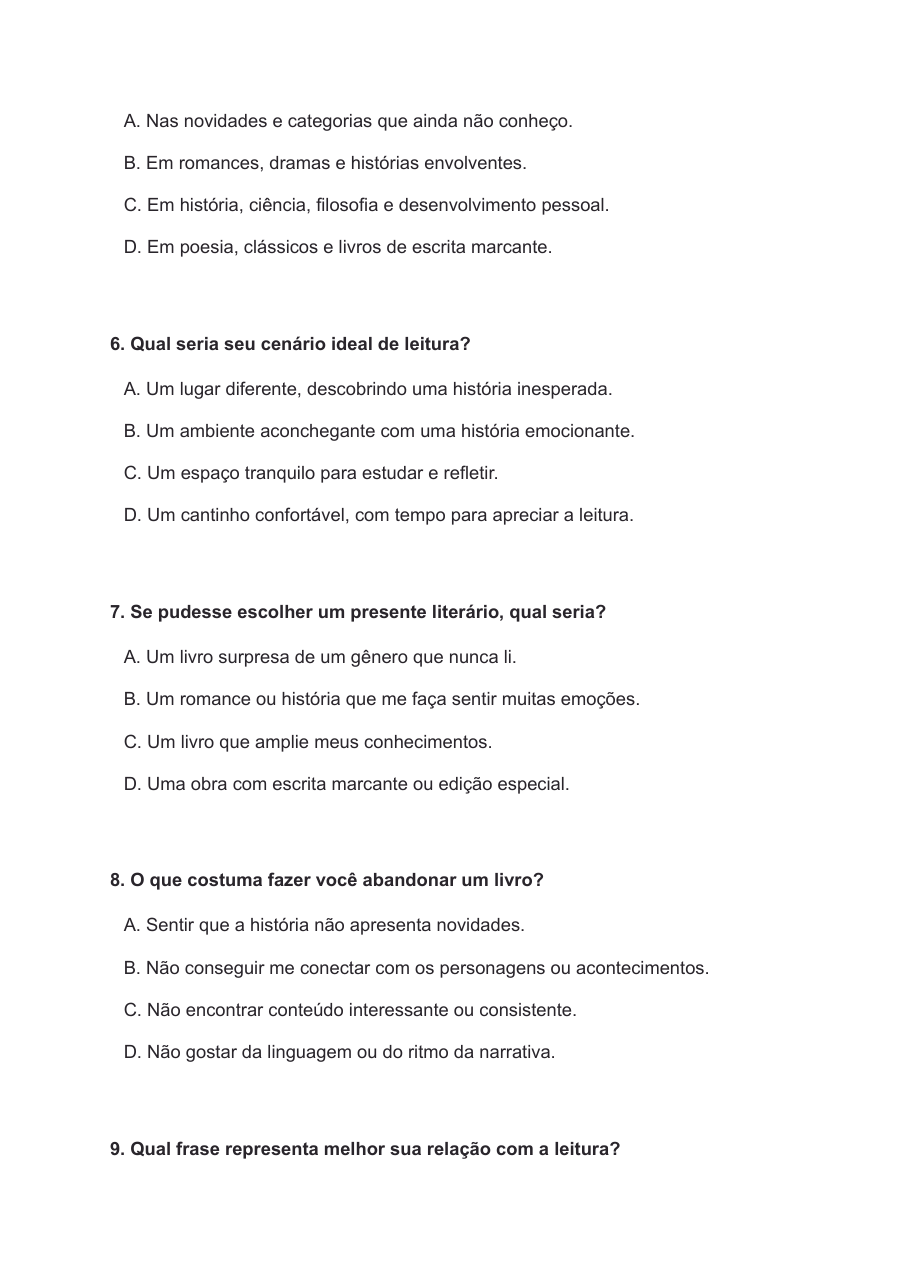 A. Nas novidades e categorias que ainda não conheço.
B. Em romances, dramas e histórias envolventes.
C. Em história, ciência, filosofia e desenvolvimento pessoal.
D. Em poesia, clássicos e livros de escrita marcante.
6. Qual seria seu cenário ideal de leitura?
A. Um lugar diferente, descobrindo uma história inesperada.
B. Um ambiente aconchegante com uma história emocionante.
C. Um espaço tranquilo para estudar e refletir.
D. Um cantinho confortável, com tempo para apreciar a leitura.
7. Se pudesse escolher um presente literário, qual seria?
A. Um livro surpresa de um gênero que nunca li.
B. Um romance ou história que me faça sentir muitas emoções.
C. Um livro que amplie meus conhecimentos.
D. Uma obra com escrita marcante ou edição especial.
8. O que costuma fazer você abandonar um livro?
A. Sentir que a história não apresenta novidades.
B. Não conseguir me conectar com os personagens ou acontecimentos.
C. Não encontrar conteúdo interessante ou consistente.
D. Não gostar da linguagem ou do ritmo da narrativa.
9. Qual frase representa melhor sua relação com a leitura?